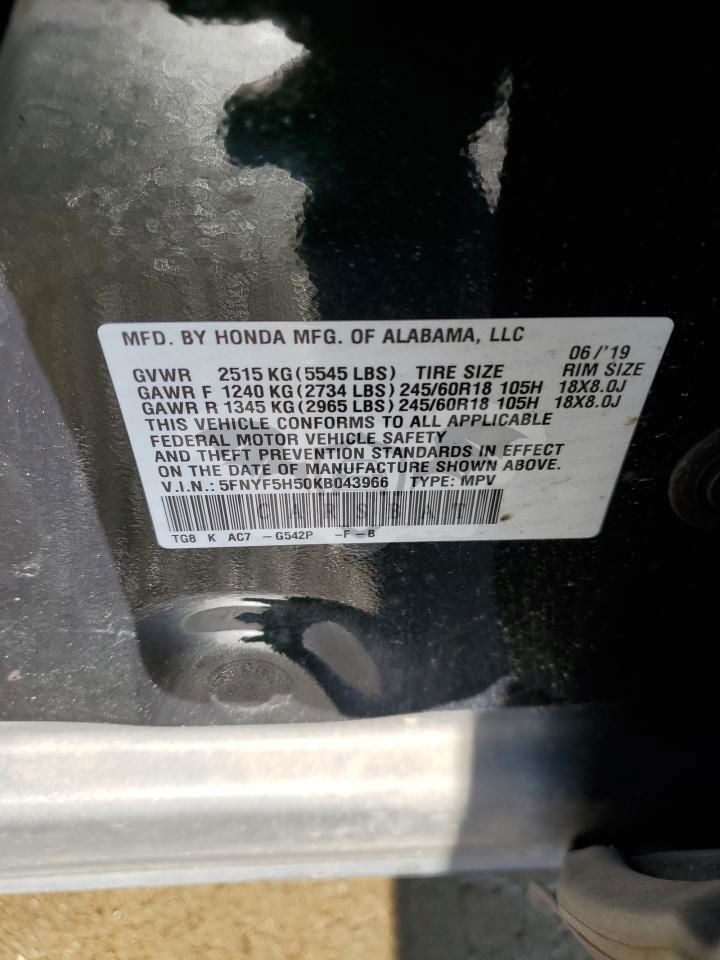 MFD. BY HONDA MFG. OF ALABAMA, LLC
06/'19
GVWR 2515 KG(5545 LBS) TIRE SIZE RIM SIZE
GAWR F 1240 KG(2734 LBS) 245/60R18 105H 18X8.0J
GAWR R 1345 KG(2965 LBS) 245/60R18 105H 18X8.0J
THIS VEHICLE CONFORMS TO ALL APPLICABLE
FEDERAL MOTOR VEHICLE SAFETY
AND THEFT PREVENTION STANDARDS IN EFFECT
ON THE DATE OF MANUFACTURE SHOWN ABOVE.
V.I.N.: 5FNYF5H50KB043966 TYPE: MPV
TG8 K AC7 -G542P -F-B